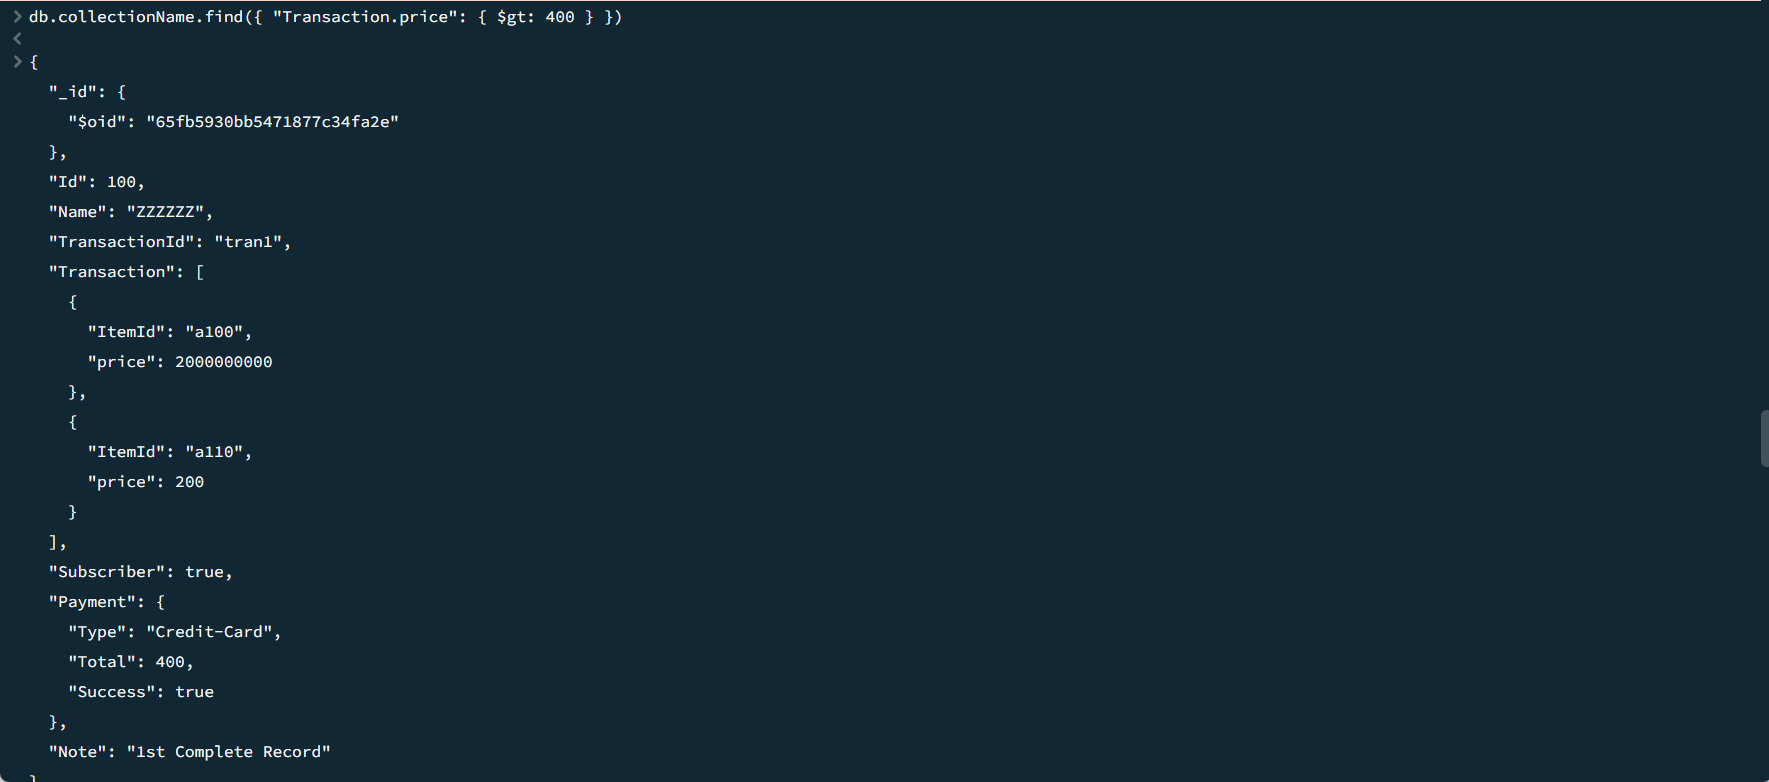 > db.collectionName.find({ "Transaction.price": { $gt: 400 } })
<
> {
"_id": {
"$oid": "65fb5930bb5471877c34fa2e"
},
"Id": 100,
"Name": "ZZZZZZ",
"TransactionId": "tran1",
"Transaction": [
{
"ItemId": "a100",
"price": 2000000000
},
{
"ItemId": "a110",
"price": 200
}
],
"Subscriber": true,
"Payment": {
"Type": "Credit-Card",
"Total": 400,
"Success": true
},
"Note": "1st Complete Record"
}